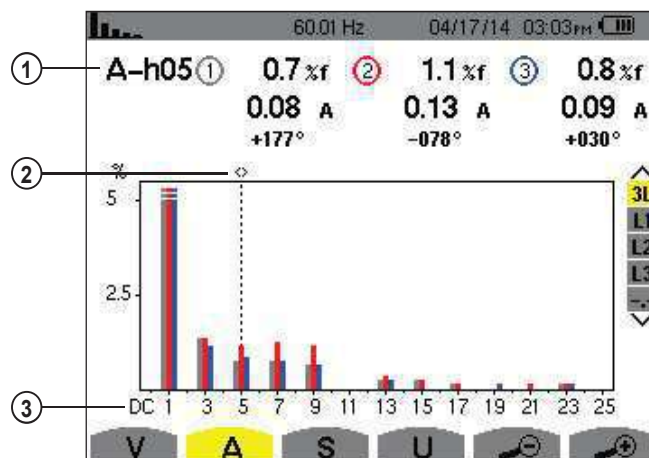 60.01 Hz 04/17/14 03:03PM
1 A-h05 1 0.7 %f 2 1.1 %f 3 0.8 %f
0.08 A 0.13 A 0.09 A
+177° -078° +030°
2
%
5
2.5
3L
L1
L2
L3
3 DC 1 3 5 7 9 11 13 15 17 19 21 23 25
V A S U